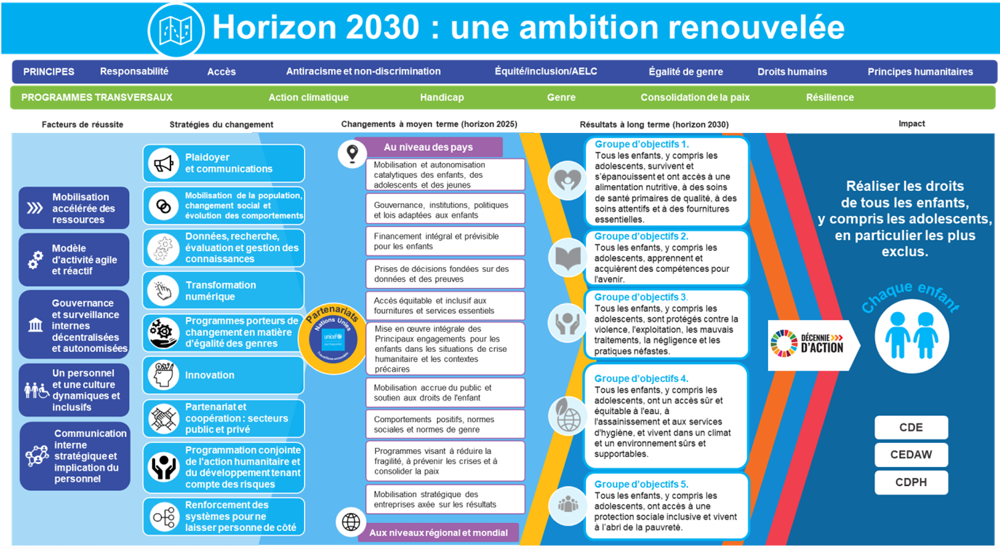 Horizon 2030 : une ambition renouvelée
PRINCIPES Responsabilité Accès Antiracisme et non-discrimination Équité/inclusion/AELC Égalité de genre Droits humains Principes humanitaires
PROGRAMMES TRANSVERSAUX Action climatique Handicap Genre Consolidation de la paix Résilience
Facteurs de réussite
Mobilisation
accélérée des
ressources
Modèle
d'activité agile
et réactif
Gouvernance
et surveillance
internes
décentralisées
et autonomisées
Un personnel
et une culture
dynamiques et
inclusifs
Communication
interne
stratégique et
implication du
personnel
Stratégies du changement
Plaidoyer
et communications
Mobilisation de la population,
changement social et
évolution des comportements
Données, recherche,
évaluation et gestion des
connaissances
Transformation
numérique
Programmes porteurs de
changement en matière
d'égalité des genres
Innovation
Partenariat et
coopération : secteurs
public et privé
Programmation conjointe
de l'action humanitaire et
du développement tenant
compte des risques
Renforcement des
systèmes pour ne
laisser personne de côté
Partenariats
Nations Unies
unicef
Changements à moyen terme (horizon 2025)
Au niveau des pays
Mobilisation et autonomisation
catalytiques des enfants, des
adolescents et des jeunes
Gouvernance, institutions, politiques
et lois adaptées aux enfants
Financement intégral et prévisible
pour les enfants
Prises de décisions fondées sur des
données et des preuves
Accès équitable et inclusif aux
fournitures et services essentiels
Mise en œuvre intégrale des
Principaux engagements pour les
enfants dans les situations de crise
humanitaire et les contextes
précaires
Mobilisation accrue du public et
soutien aux droits de l'enfant
Comportements positifs, normes
sociales et normes de genre
Programmes visant à réduire la
fragilité, à prévenir les crises et à
consolider la paix
Mobilisation stratégique des
entreprises axée sur les résultats
Aux niveaux régional et mondial
Résultats à long terme (horizon 2030)
Groupe d'objectifs 1.
Tous les enfants, y compris les
adolescents, survivent et
s'épanouissent et ont accès à une
alimentation nutritive, à des soins
de santé primaires de qualité, à des
soins attentifs et à des fournitures
essentielles.
Groupe d'objectifs 2.
Tous les enfants, y compris les
adolescents, apprennent et
acquièrent des compétences pour
l'avenir.
Groupe d'objectifs 3.
Tous les enfants, y compris les
adolescents, sont protégés contre la
violence, l'exploitation, les mauvais
traitements, la négligence et les
pratiques néfastes.
Groupe d'objectifs 4.
Tous les enfants, y compris les
adolescents, ont un accès sûr et
équitable à l'eau, à
l'assainissement et aux services
d'hygiène, et vivent dans un climat
et un environnement sûrs et
supportables.
Groupe d'objectifs 5.
Tous les enfants, y compris les
adolescents, ont accès à une
protection sociale inclusive et vivent
à l'abri de la pauvreté.
DÉCENNIE
D'ACTION
Impact
Réaliser les droits
de tous les enfants,
y compris les adolescents,
en particulier les plus
exclus.
Chaque enfant
CDE
CEDAW
CDPH